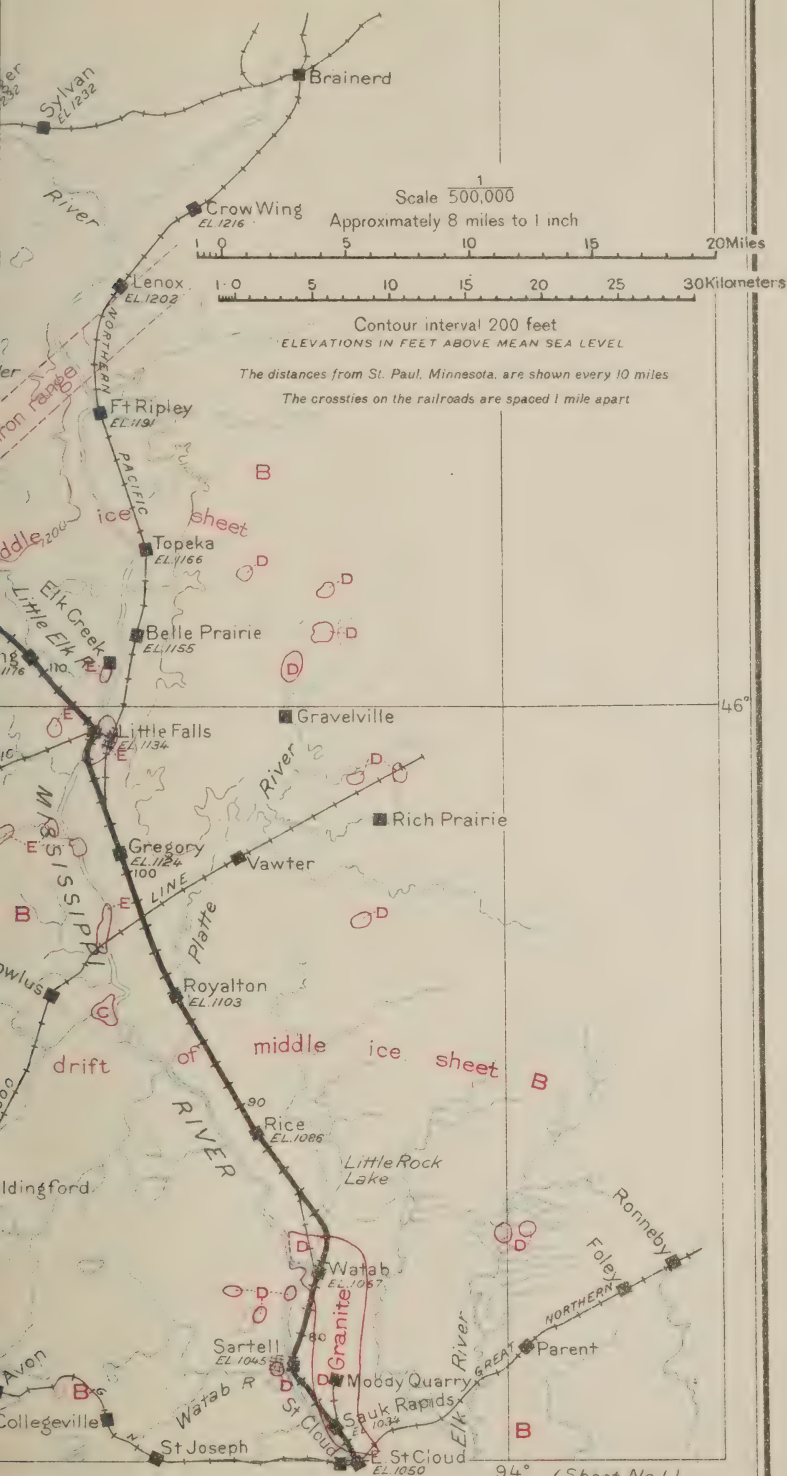 Brainerd
Sylvan
EL 1232
River
Scale 1/500,000
Approximately 8 miles to 1 inch
Crow Wing
EL.1216
1 0 5 10 15 20 Miles
Lenox
EL.1202
1 0 5 10 15 20 25 30 Kilometers
Contour interval 200 feet
ELEVATIONS IN FEET ABOVE MEAN SEA LEVEL
The distances from St. Paul, Minnesota, are shown every 10 miles
The crossties on the railroads are spaced 1 mile apart
NORTHERN
PACIFIC
iron range
Ft Ripley
EL.1191
B
ice sheet
1200
Topeka
EL.1166
D
D
D
D
Elk Creek
Little Elk R
Belle Prairie
EL.1155
E
110
1176
46°
Gravelville
E
Little Falls
EL.1134
E
River
D
MISSISSIPPI
Rich Prairie
E
Gregory
EL.1124
100
Vawter
LINE
E
B
Platte
D
Royalton
EL.1103
C
drift of middle ice sheet
B
90
RIVER
Rice
EL.1086
Little Rock
Lake
ldingford
Ronneby
D
D
Watab
EL.1067
Foley
D
Granite
80
GREAT NORTHERN
Sartell
EL.1045
D
Parent
Elk River
Avon
B
Watab R
D
Moody Quarry
Collegeville
G N
St Cloud
Sauk Rapids
EL 1034
B
St Joseph
E. St Cloud
EL.1050
94°